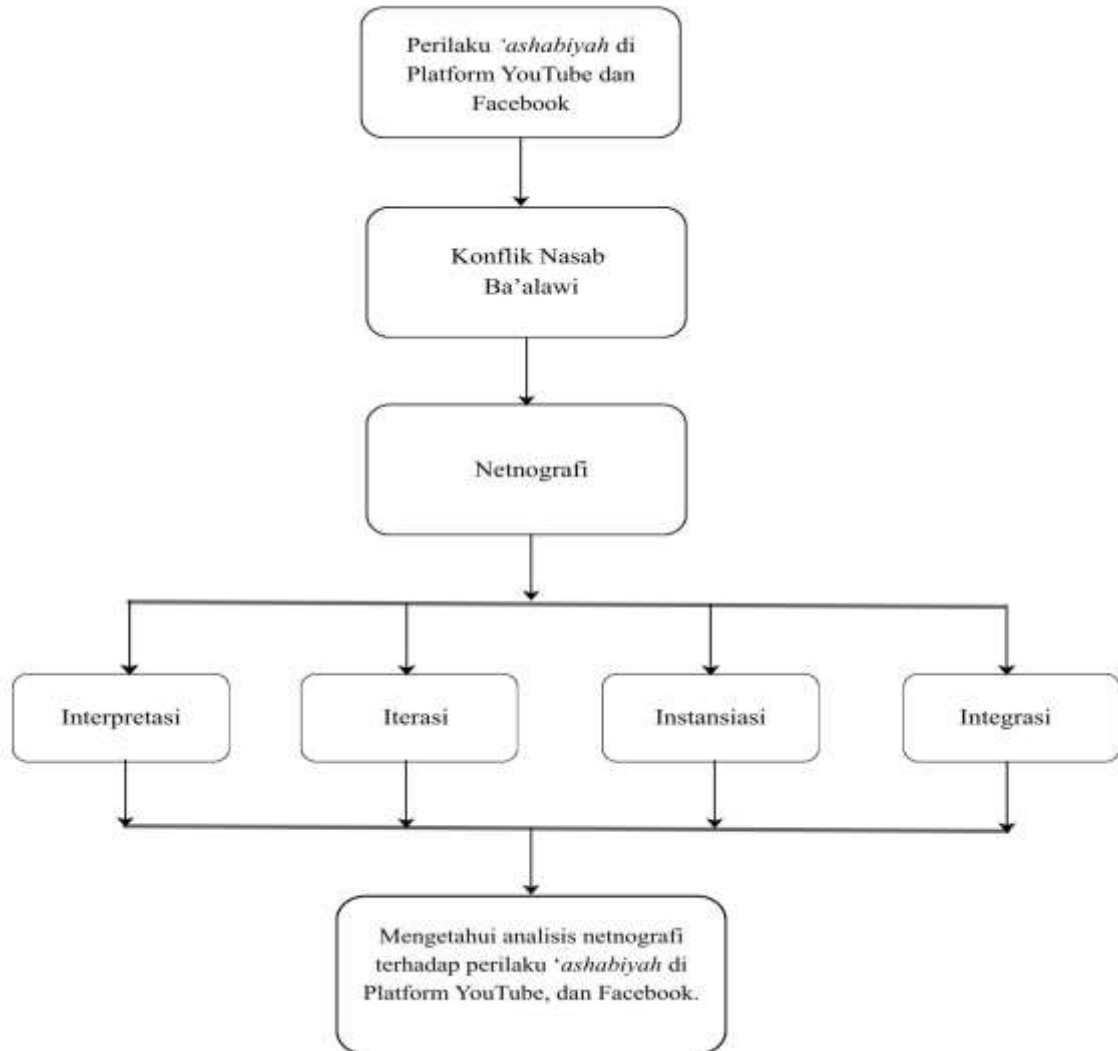 Perilaku ‘ashabiyah di
Platform YouTube dan
Facebook
Konflik Nasab
Ba’alawi
Netnografi
Interpretasi
Iterasi
Instansiasi
Integrasi
Mengetahui analisis netnografi
terhadap perilaku ‘ashabiyah di
Platform YouTube, dan Facebook.